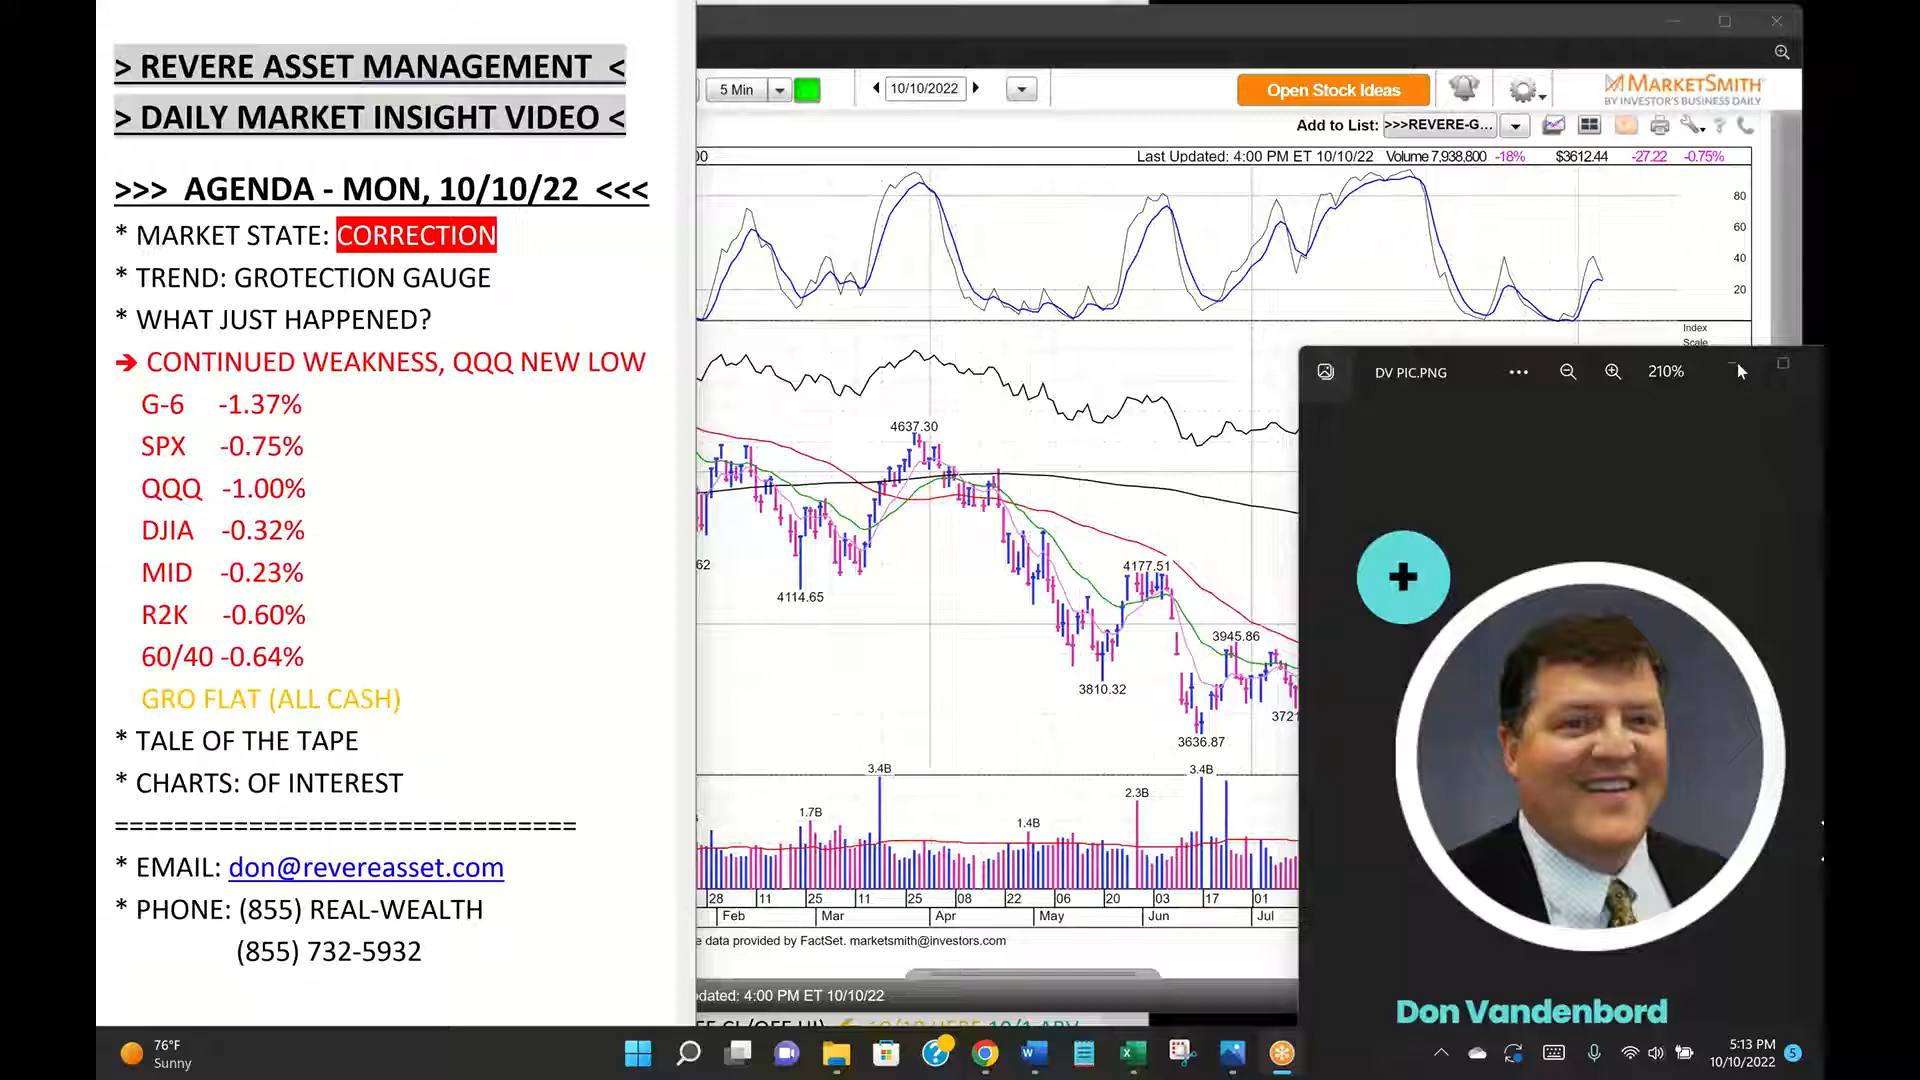 > REVERE ASSET MANAGEMENT <
> DAILY MARKET INSIGHT VIDEO <
>>> AGENDA - MON, 10/10/22 <<<
* MARKET STATE: CORRECTION
* TREND: GROTECTION GAUGE
* WHAT JUST HAPPENED?
➔ CONTINUED WEAKNESS, QQQ NEW LOW
G-6 -1.37%
SPX -0.75%
QQQ -1.00%
DJIA -0.32%
MID -0.23%
R2K -0.60%
60/40 -0.64%
GRO FLAT (ALL CASH)
* TALE OF THE TAPE
* CHARTS: OF INTEREST
===============================
* EMAIL: don@revereasset.com
* PHONE: (855) REAL-WEALTH
(855) 732-5932
5 Min
10/10/2022
Open Stock Ideas
MARKETSMITH
BY INVESTOR'S BUSINESS DAILY
Add to List: >>>REVERE-G...
00 Last Updated: 4:00 PM ET 10/10/22 Volume 7,938,800 -18% $3612.44 -27.22 -0.75%
80
60
40
20
Index
Scale
4637.30
62
4114.65
4177.51
3945.86
3810.32
3721
3636.87
3.4B
3.4B
2.3B
1.7B
1.4B
28 11 25 11 25 08 22 06 20 03 17 01
Feb Mar Apr May Jun Jul
e data provided by FactSet. marketsmith@investors.com
dated: 4:00 PM ET 10/10/22
DV PIC.PNG
210%
Don Vandenbord
76°F
Sunny
5:13 PM
10/10/2022
5